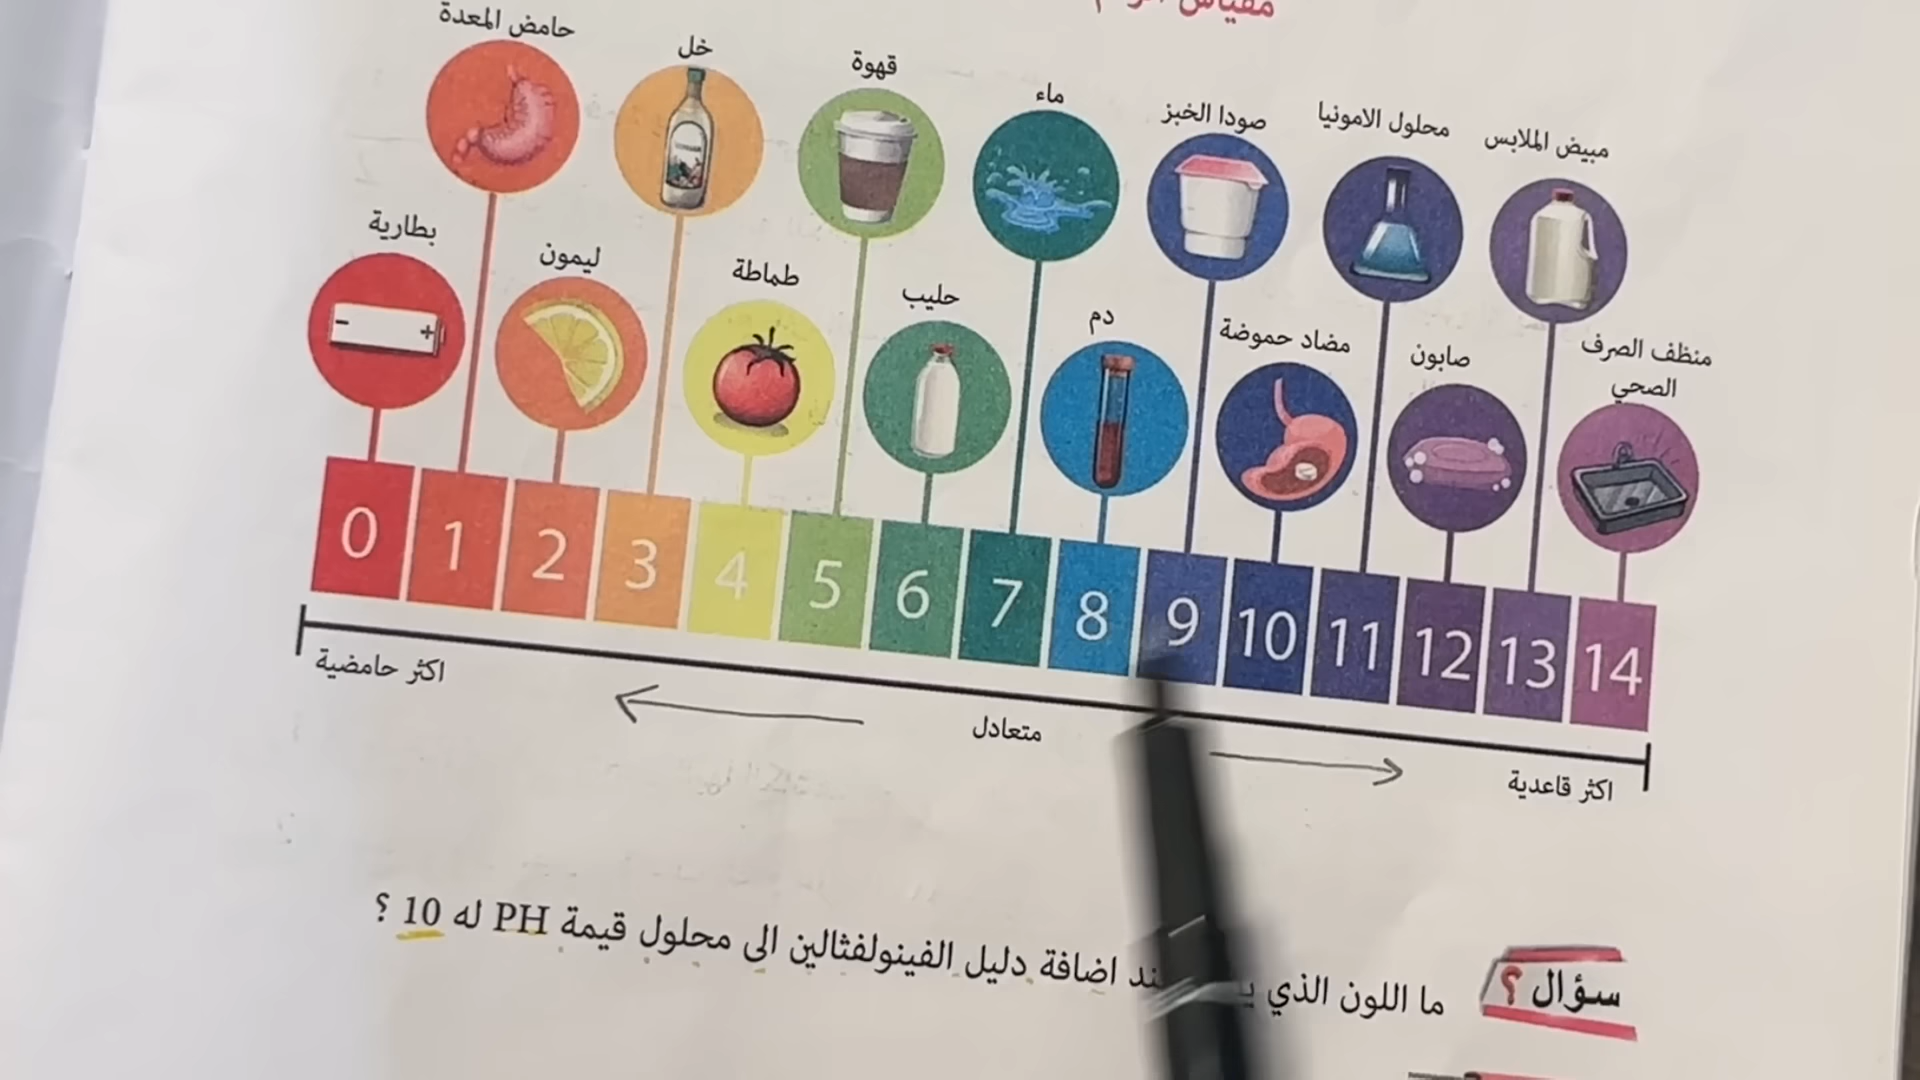 مقياس
حامض المعدة
خل
قهوة
ماء
صودا الخبز
محلول الامونيا
مبيض الملابس
بطارية
ليمون
طماطة
حليب
دم
مضاد حموضة
صابون
منظف الصرف
الصحي
- +
0 1 2 3 4 5 6 7 8 9 10 11 12 13 14
اكثر حامضية
متعادل
اكثر قاعدية
سؤال ؟
ما اللون الذي اضافة دليل الفينولفثالين الى محلول قيمة PH له 10 ؟